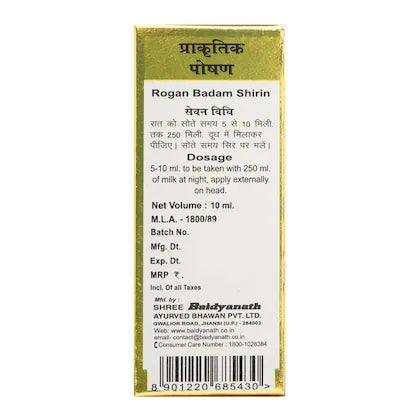 प्राकृतिक
पोषण
Rogan Badam Shirin
सेवन विधि
रात को सोते समय 5 से 10 मिली.
तक 250 मिली. दूध में मिलाकर
पीजिए। सोते समय सिर पर मलें।
Dosage
5-10 ml. to be taken with 250 ml.
of milk at night, apply externally
on head.
Net Volume : 10 ml.
M.L.A. - 1800/89
Batch No.
Mfg. Dt.
Exp. Dt.
MRP ₹.
Incl. Of all Taxes
Mfd. by :
SHREE Baidyanath
AYURVED BHAWAN PVT. LTD.
GWALIOR ROAD, JHANSI (U.P.) - 284003
Web: www.baidyanath.co.in
email- contact@baidyanath.co.in
Consumer Care Number : 1800-1028384
8 901220 685430 >